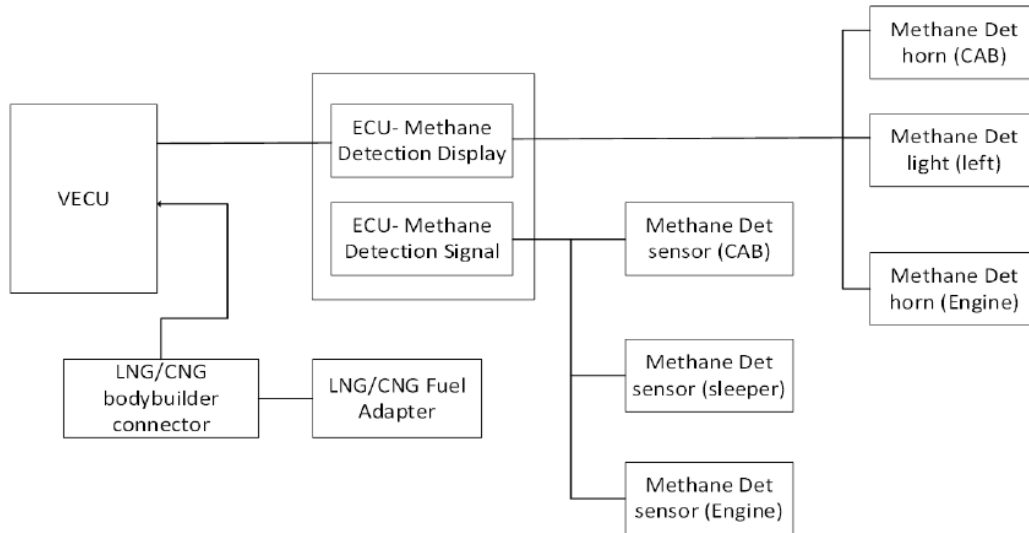 Methane Det
horn (CAB)
ECU- Methane
Detection Display
Methane Det
light (left)
VECU
ECU- Methane
Detection Signal
Methane Det
sensor (CAB)
Methane Det
horn (Engine)
LNG/CNG
bodybuilder
connector
LNG/CNG Fuel
Adapter
Methane Det
sensor (sleeper)
Methane Det
sensor (Engine)